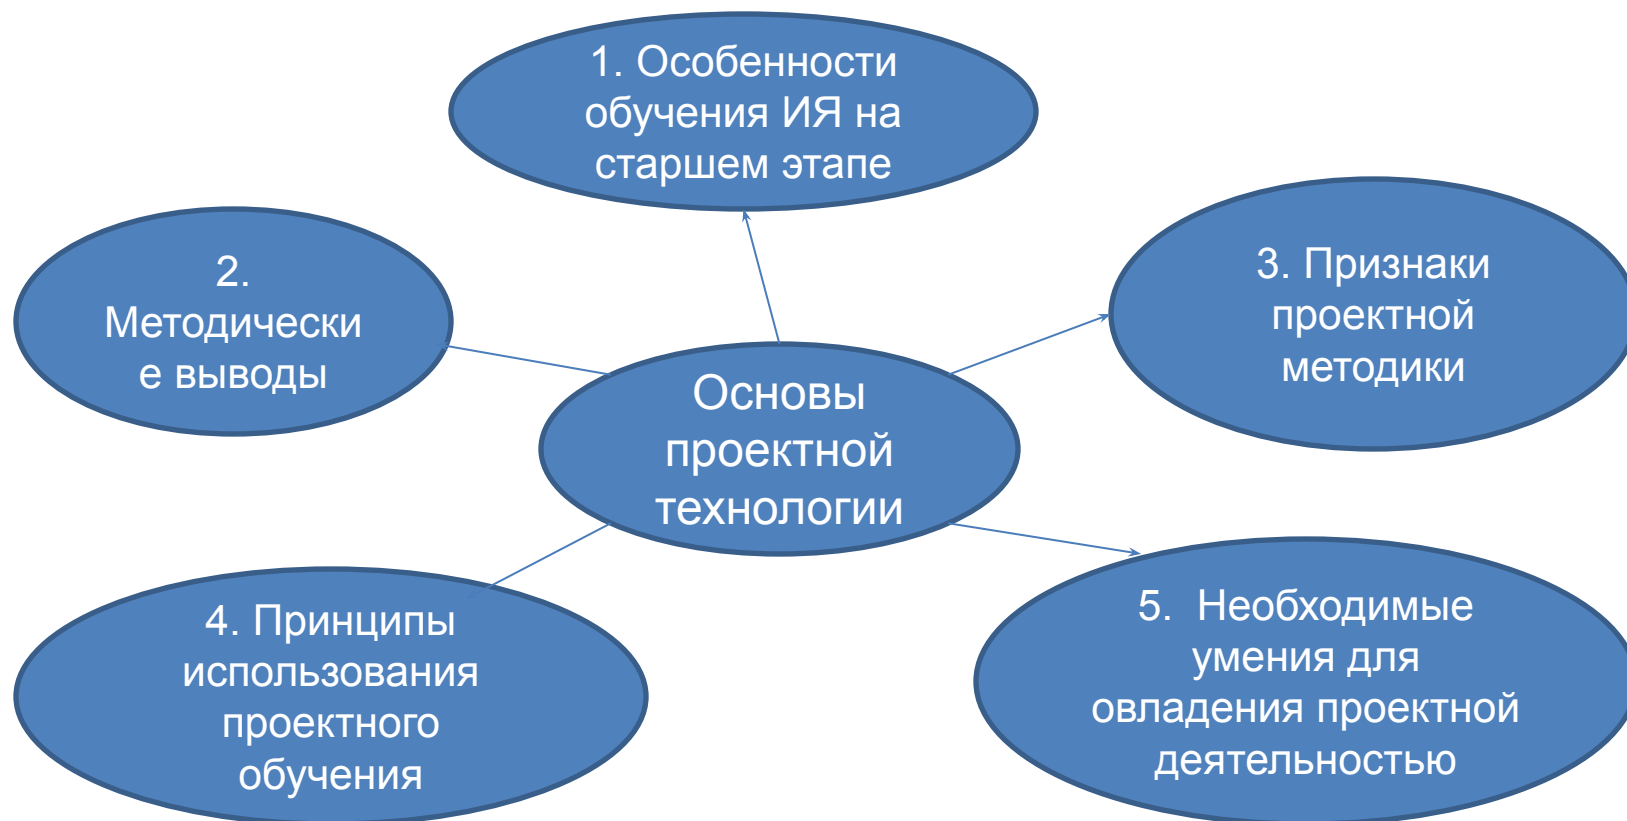 1. Особенности
обучения ИЯ на
старшем этапе
2.
Методически
е выводы
3. Признаки
проектной
методики
Основы
проектной
технологии
4. Принципы
использования
проектного
обучения
5.  Необходимые
умения для
овладения проектной
деятельностью